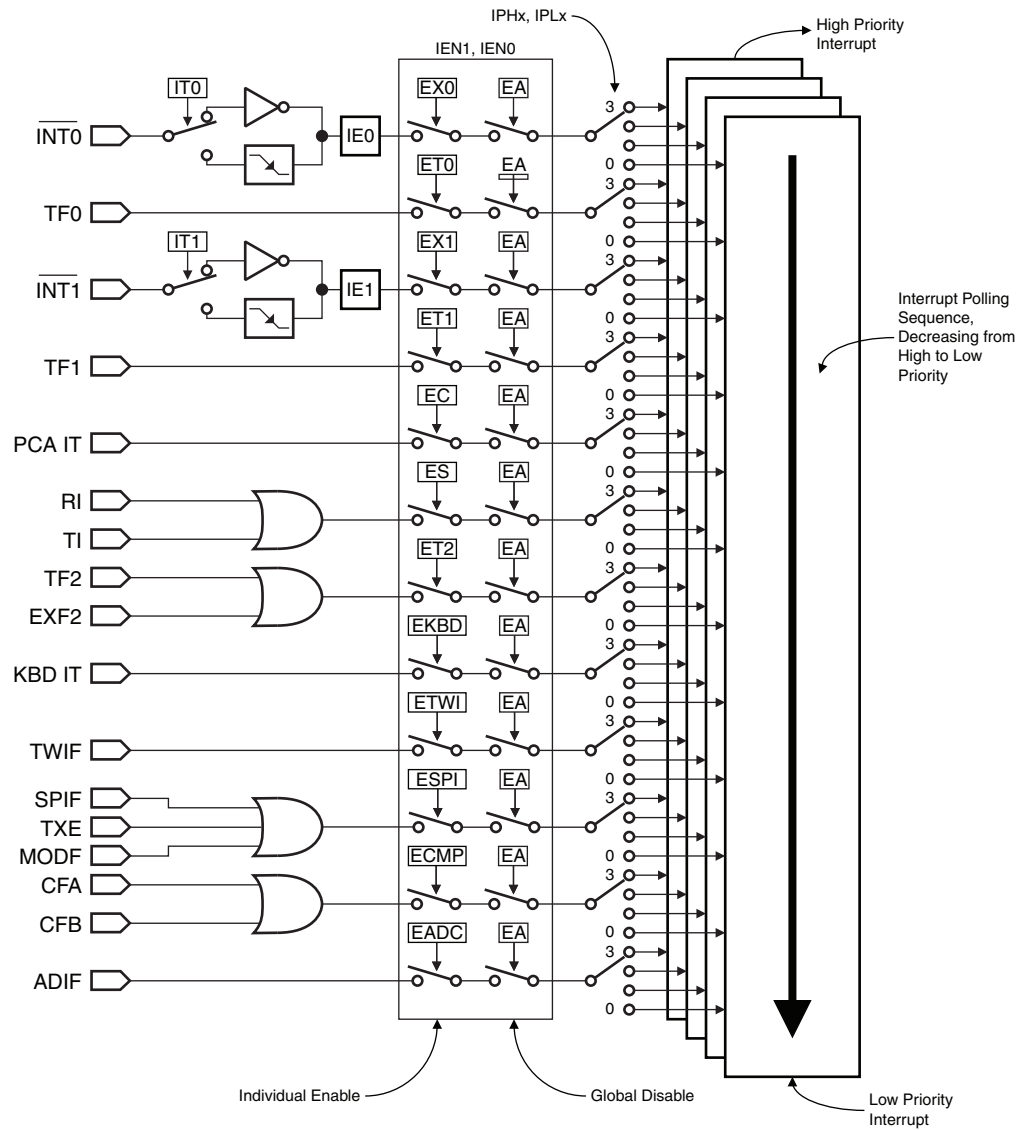 IPHx, IPLx
High Priority
Interrupt
IEN1, IEN0
IT0
EX0
EA
3
INT0
IE0
0
ET0
EA
3
TF0
0
IT1
EX1
EA
3
INT1
IE1
0
ET1
EA
3
TF1
0
EC
EA
3
PCA IT
0
ES
EA
3
RI
TI
0
ET2
EA
3
TF2
EXF2
0
EKBD
EA
3
KBD IT
0
ETWI
EA
3
TWIF
0
ESPI
EA
3
SPIF
TXE
MODF
0
ECMP
EA
3
CFA
CFB
0
EADC
EA
3
ADIF
0
Interrupt Polling
Sequence,
Decreasing from
High to Low
Priority
Individual Enable
Global Disable
Low Priority
Interrupt